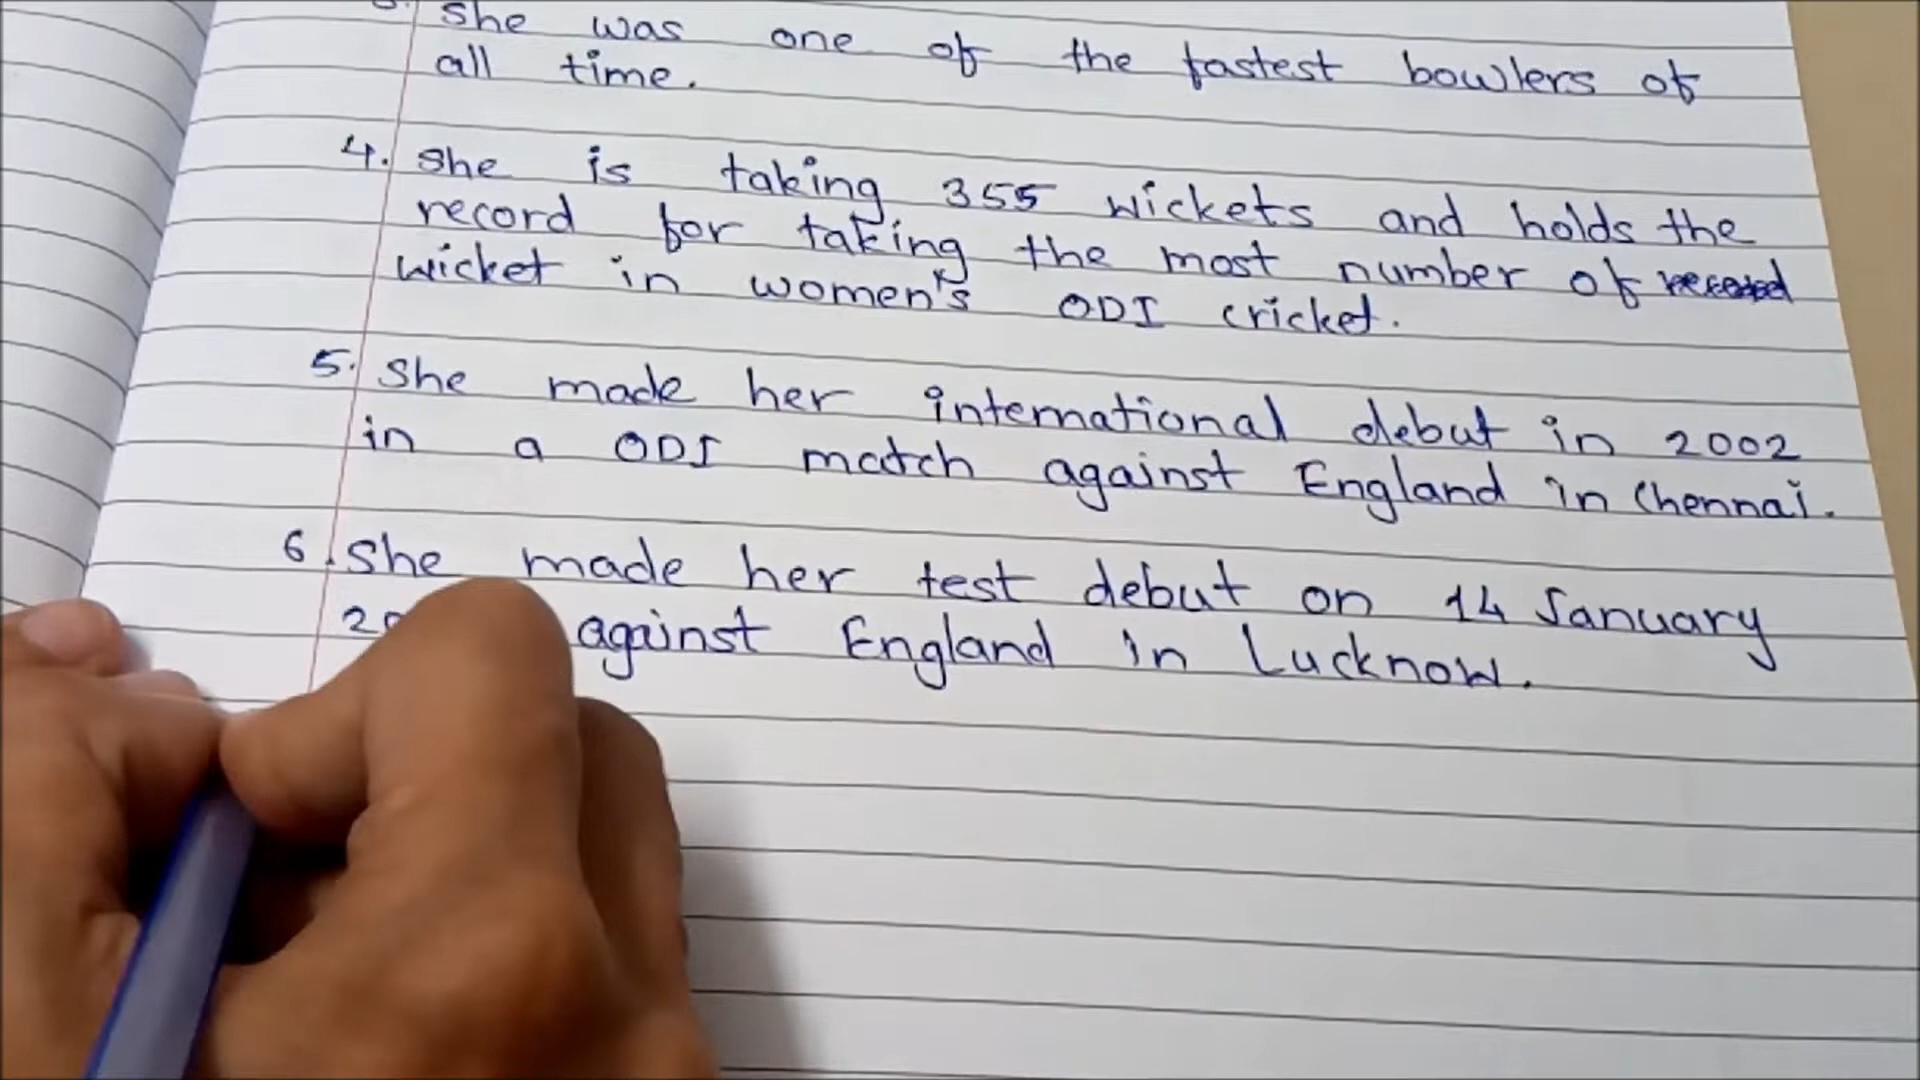 She was one of the fastest bowlers of
all time.
4. She is taking 355 wickets and holds the
record for taking the most number of
wicket in women's ODI cricket.
5. She made her international debut in 2002
in a ODI match against England in Chennai.
6. She made her test debut on 14 January
against England in Lucknow.